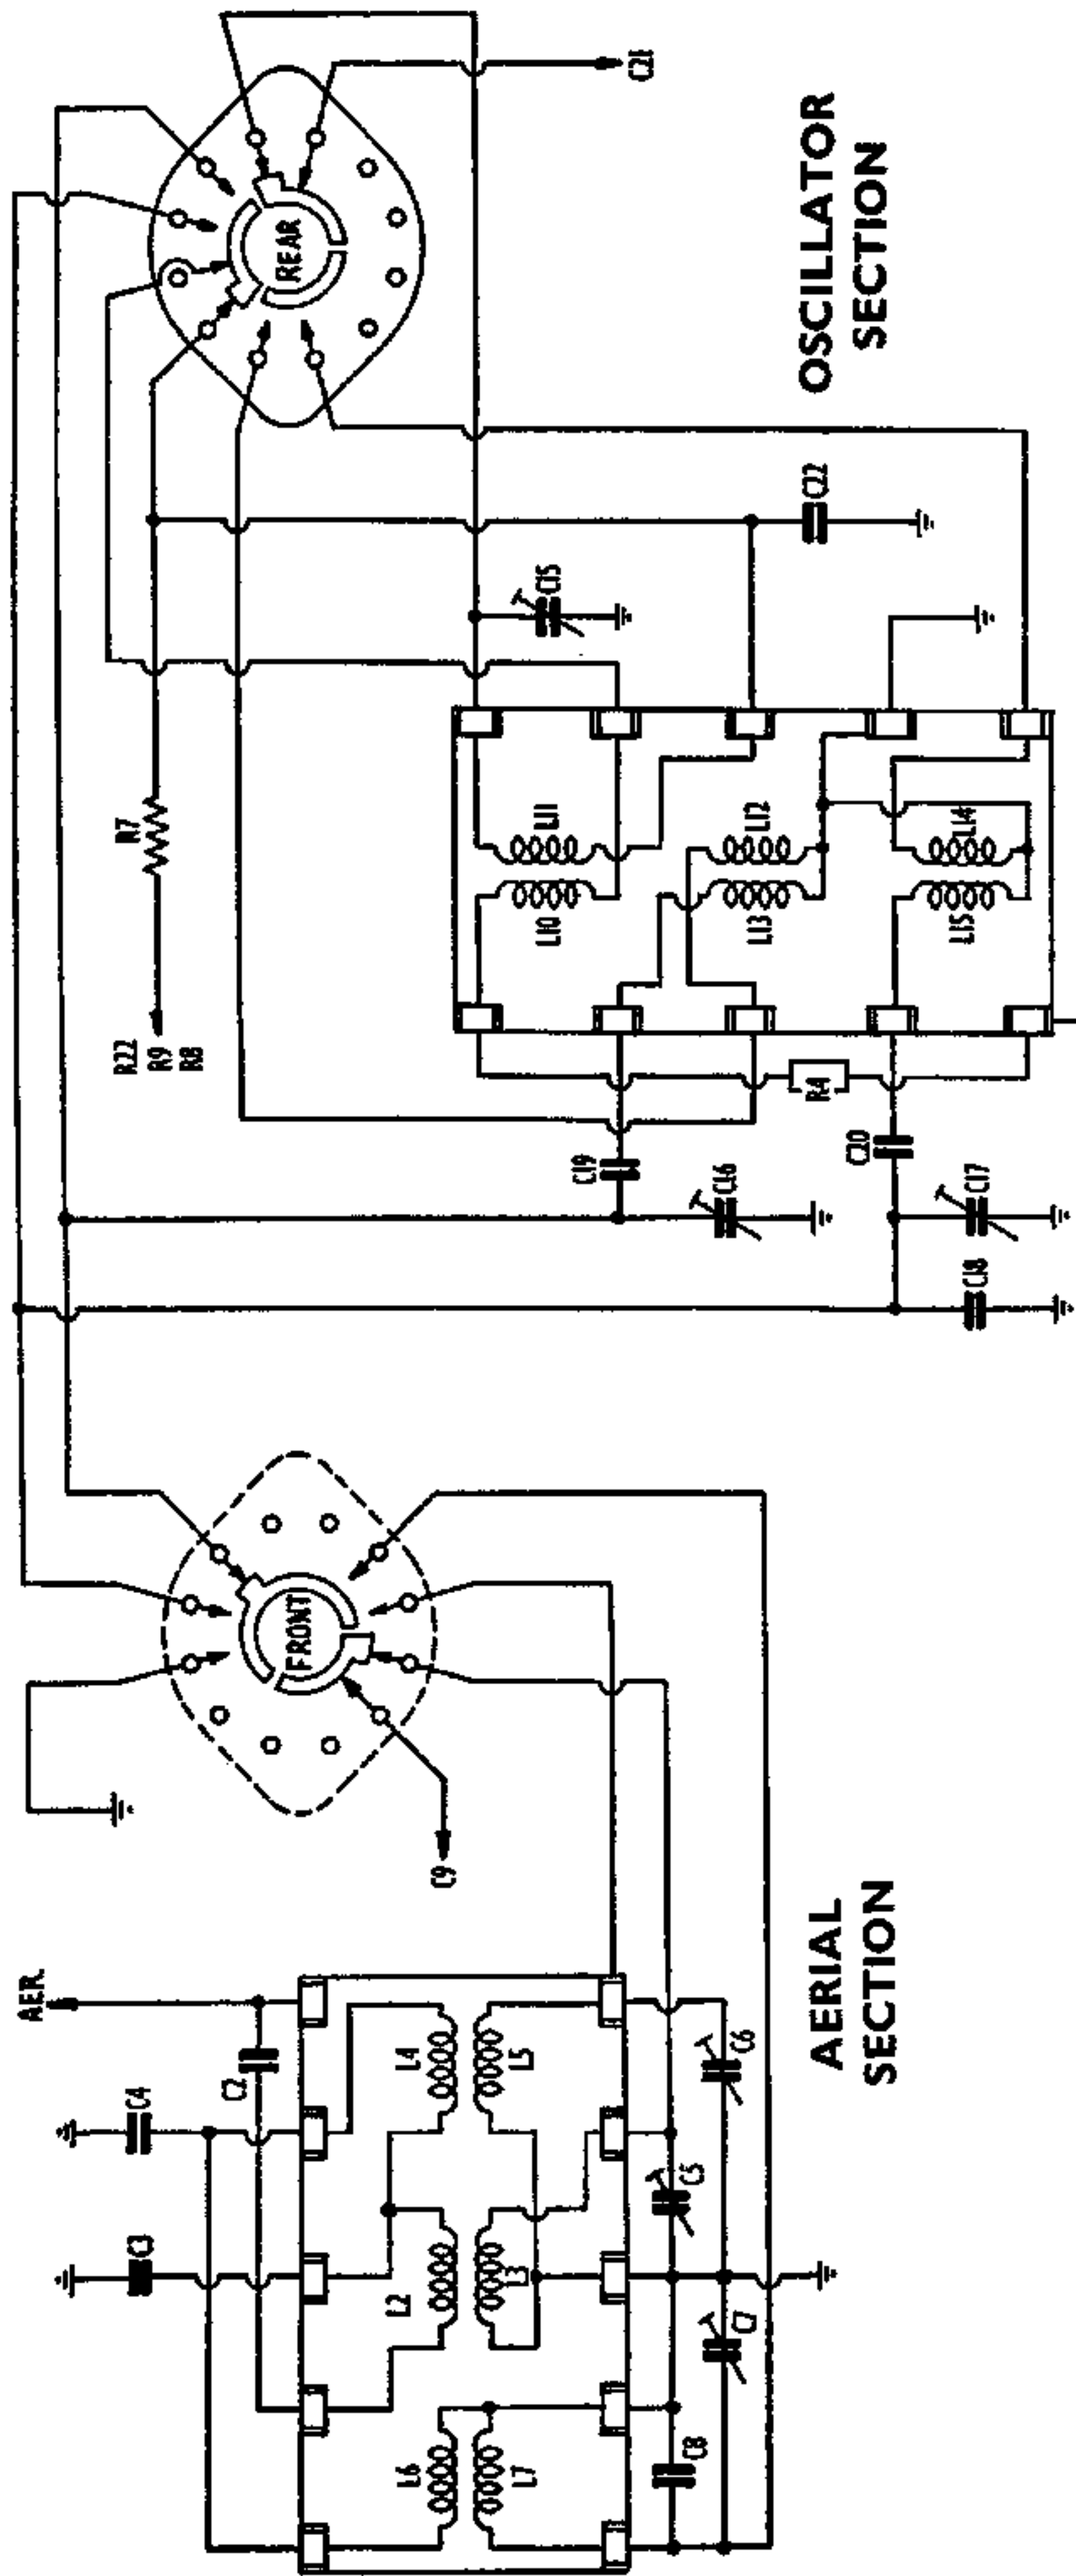 AER.
C4
C3
C2
L4
L5
L2
L3
L6
L7
C6
C5
C7
C8
AERIAL
SECTION
FRONT
C9
R22
R9
R8
R7
REAR
C21
C15
C22
L10
L11
L13
L12
L15
L14
R4
C19
C16
C20
C17
C18
OSCILLATOR
SECTION